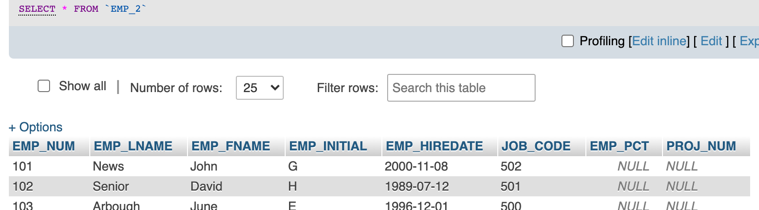 SELECT * FROM `EMP_2`
Profiling [Edit inline] [ Edit ] [ Exp
Show all | Number of rows: 25 Filter rows: Search this table
+ Options
EMP_NUM EMP_LNAME EMP_FNAME EMP_INITIAL EMP_HIREDATE JOB_CODE EMP_PCT PROJ_NUM
101 News John G 2000-11-08 502 NULL NULL
102 Senior David H 1989-07-12 501 NULL NULL
103 Arbough June E 1996-12-01 500 NULL NULL